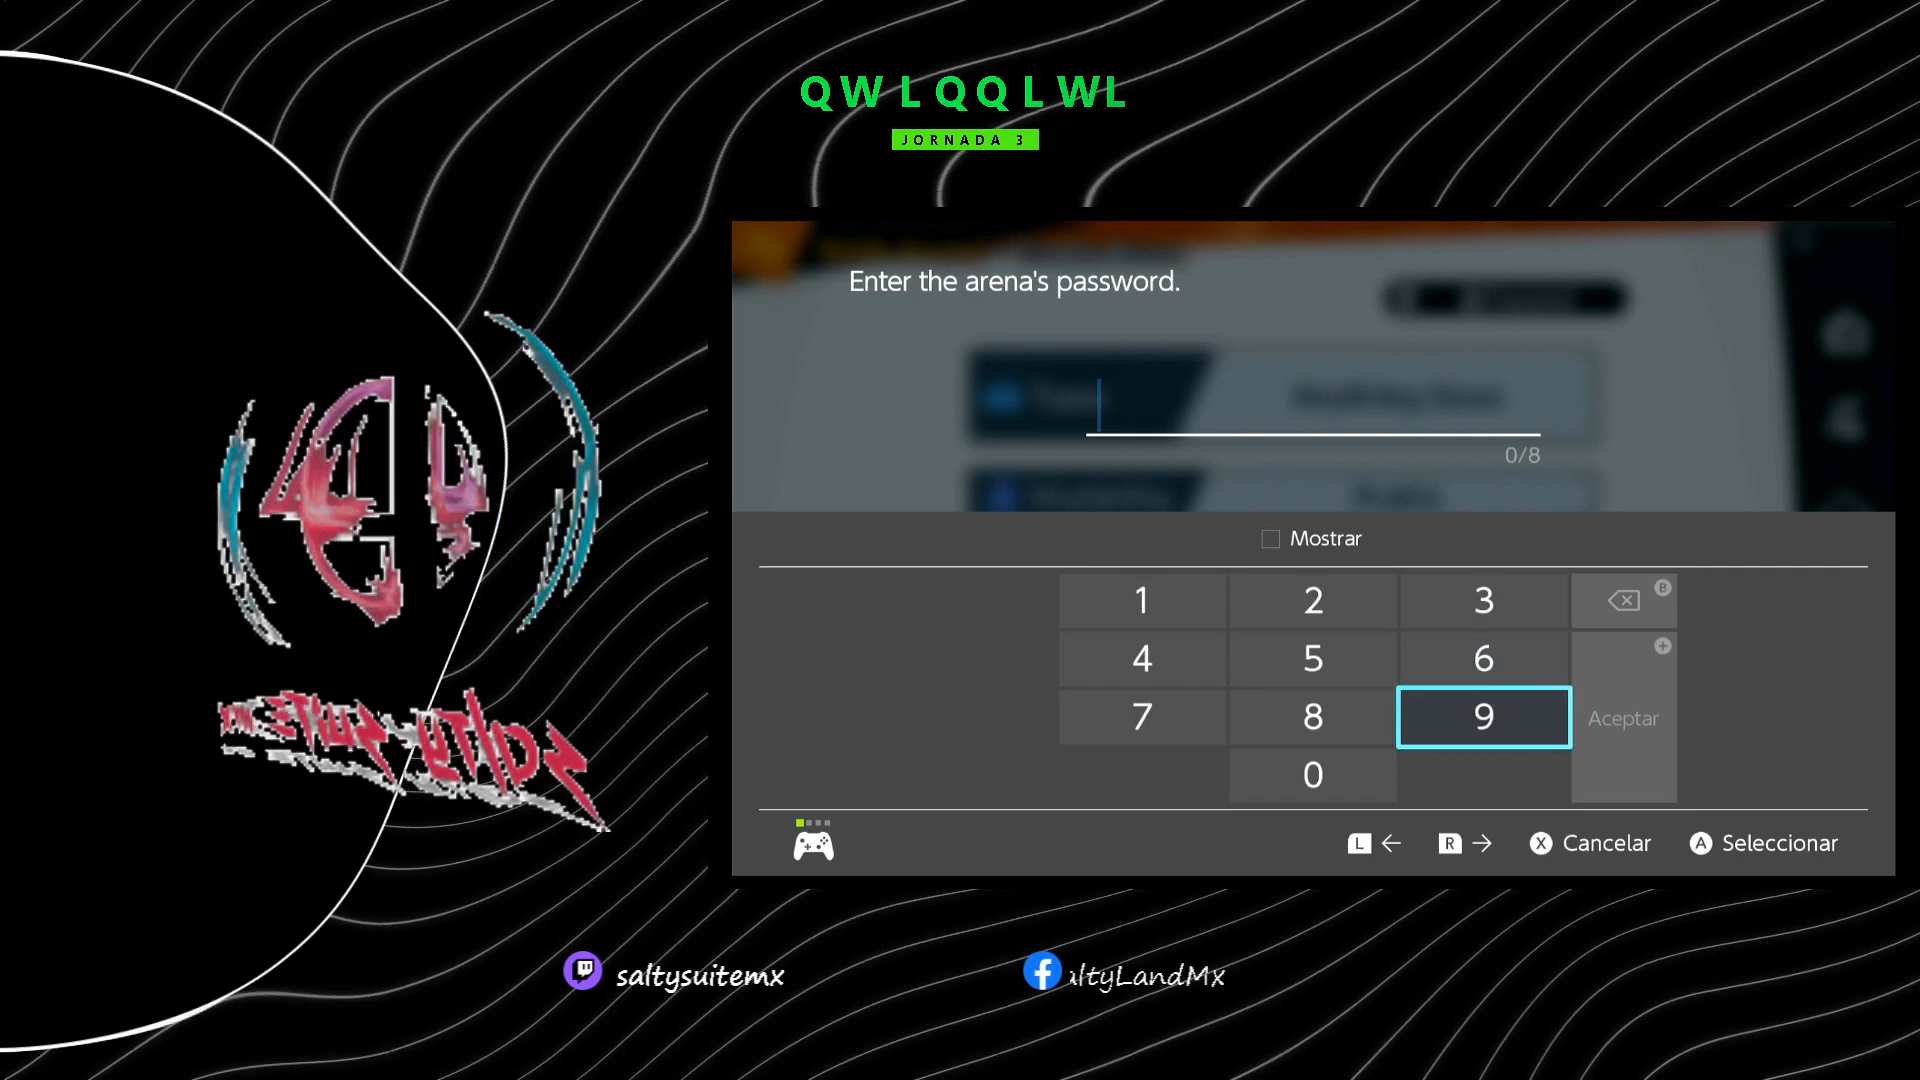 QWLQQLWL
JORNADA 3
Enter the arena's password.
0/8
Mostrar
1 2 3 B
4 5 6 +
7 8 9 Aceptar
0
L ← R → X Cancelar A Seleccionar
saltysuitemx
altyLandMx